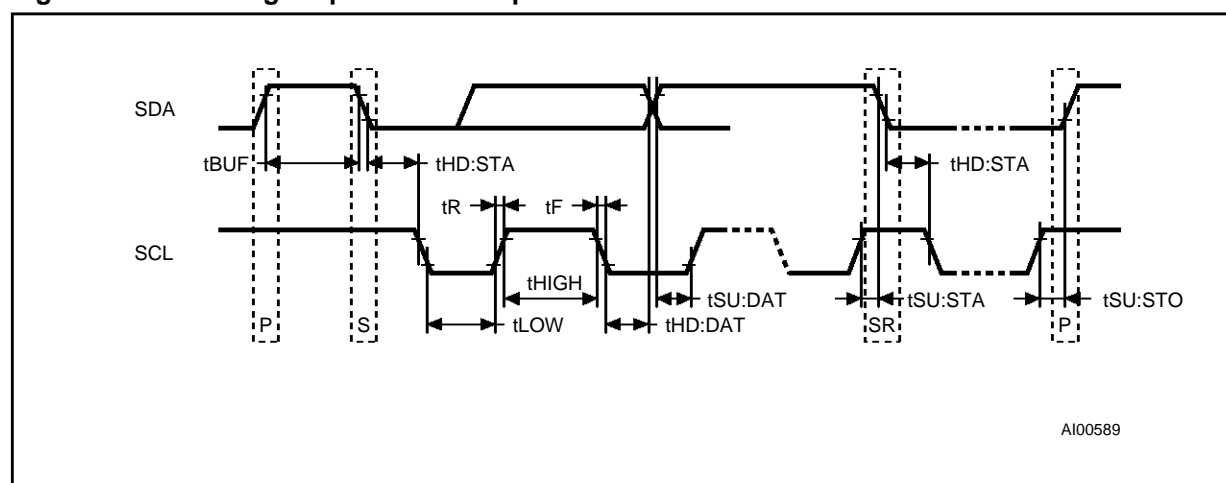 SDA
tBUF
tHD:STA
tHD:STA
tR
tF
SCL
tHIGH
tSU:DAT
tSU:STA
tSU:STO
P
S
tLOW
tHD:DAT
SR
P
AI00589